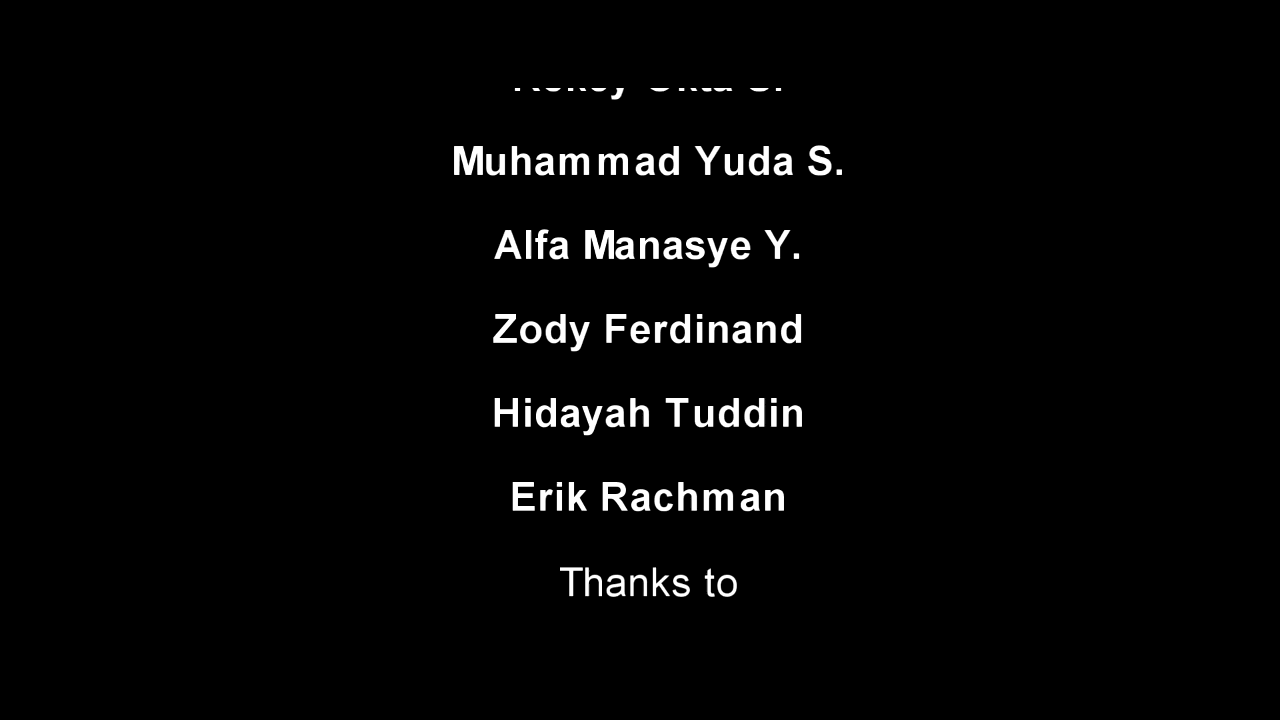 Muhammad Yuda S.
Alfa Manasye Y.
Zody Ferdinand
Hidayah Tuddin
Erik Rachman
Thanks to